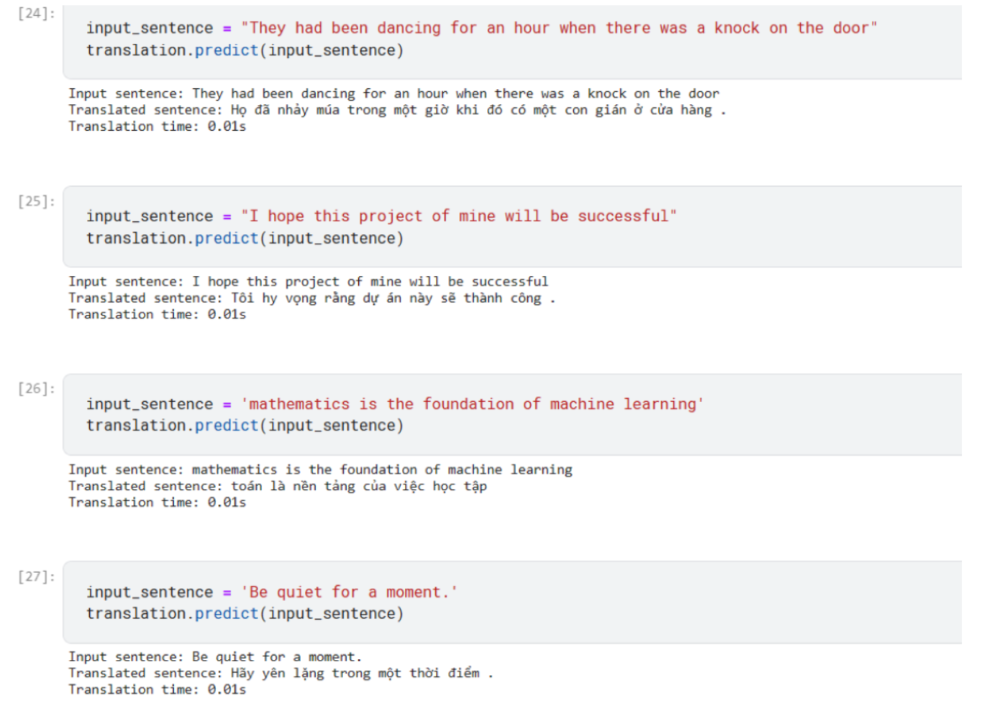 [24]:
input_sentence = "They had been dancing for an hour when there was a knock on the door"
translation.predict(input_sentence)
Input sentence: They had been dancing for an hour when there was a knock on the door
Translated sentence: Họ đã nhảy múa trong một giờ khi đó có một con gián ở cửa hàng .
Translation time: 0.01s
[25]:
input_sentence = "I hope this project of mine will be successful"
translation.predict(input_sentence)
Input sentence: I hope this project of mine will be successful
Translated sentence: Tôi hy vọng rằng dự án này sẽ thành công .
Translation time: 0.01s
[26]:
input_sentence = 'mathematics is the foundation of machine learning'
translation.predict(input_sentence)
Input sentence: mathematics is the foundation of machine learning
Translated sentence: toán là nền tảng của việc học tập
Translation time: 0.01s
[27]:
input_sentence = 'Be quiet for a moment.'
translation.predict(input_sentence)
Input sentence: Be quiet for a moment.
Translated sentence: Hãy yên lặng trong một thời điểm .
Translation time: 0.01s